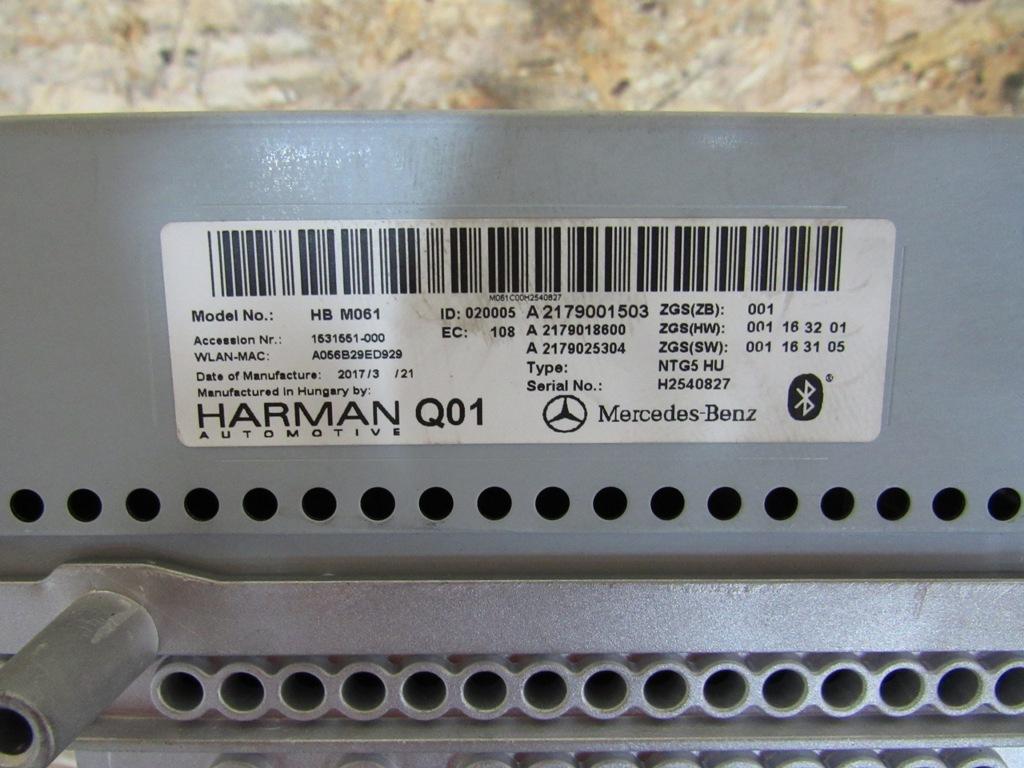 M061C00H2540827
Model No.: HB M061 ID: 020005 A 2179001503 ZGS(ZB): 001
EC: 108 A 2179018600 ZGS(HW): 001 16 32 01
Accession Nr.: 1531551-000
WLAN-MAC: A056B29ED929 A 2179025304 ZGS(SW): 001 16 31 05
Date of Manufacture: 2017/3 /21 Type: NTG5 HU
Manufactured in Hungary by: Serial No.: H2540827
HARMAN Q01 Mercedes-Benz ®
AUTOMOTIVE